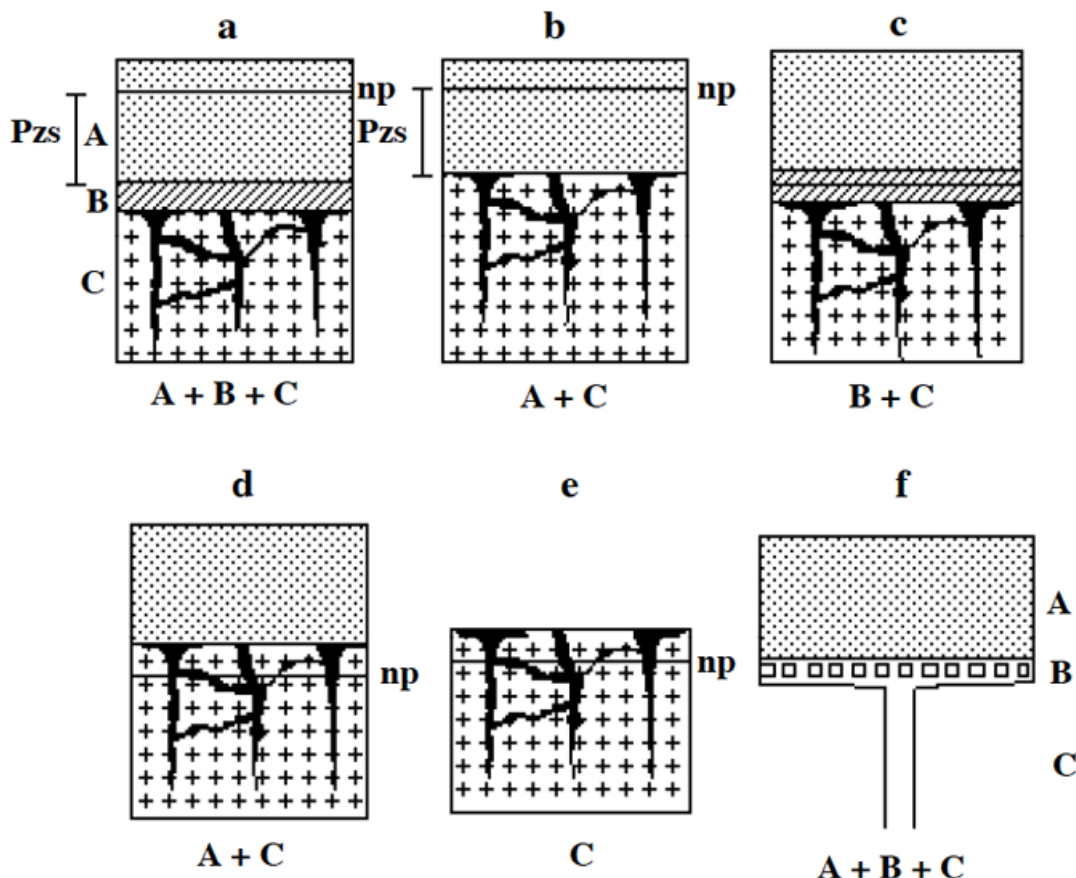 a b c
np np
Pzs A Pzs
B
C
A + B + C A + C B + C
d e f
A
np np B
C
A + C C A + B + C